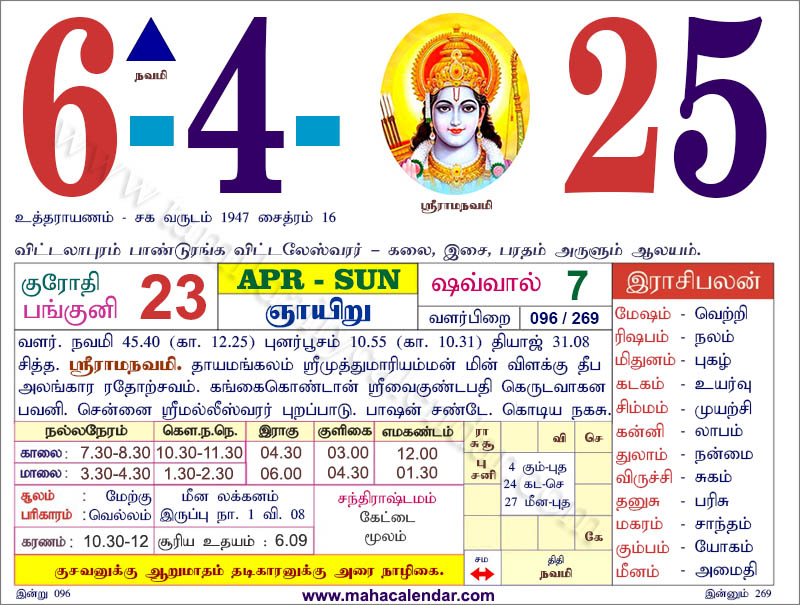 6-4-25
நவமி
ஸ்ரீராமநவமி
உத்தராயணம் - சக வருடம் 1947 சைத்ரம் 16
விட்டலாபுரம் பாண்டுரங்க விட்டலேஸ்வரர் – கலை, இசை, பரதம் அருளும் ஆலயம்.
குரோதி
பங்குனி
23
APR - SUN
ஞாயிறு
ஷவ்வால் 7
வளர்பிறை 096 / 269
வளர். நவமி 45.40 (கா. 12.25) புனர்பூசம் 10.55 (கா. 10.31) தியாஜ் 31.08
சித்த. ஸ்ரீராமநவமி. தாயமங்கலம் ஸ்ரீமுத்துமாரியம்மன் மின் விளக்கு தீப
அலங்கார ரதோற்சவம். கங்கைகொண்டான் ஸ்ரீவைகுண்டபதி கெருடவாகன
பவனி. சென்னை ஸ்ரீமல்லீஸ்வரர் புறப்பாடு. பாஷன் சண்டே. கொடிய நகசு.
இராசிபலன்
மேஷம் - வெற்றி
ரிஷபம் - நலம்
மிதுனம் - புகழ்
கடகம் - உயர்வு
சிம்மம் - முயற்சி
கன்னி - லாபம்
துலாம் - நன்மை
விருச்சி - சுகம்
தனுசு - பரிசு
மகரம் - சாந்தம்
கும்பம் - யோகம்
மீனம் - அமைதி
நல்லநேரம் கௌ.ந.நெ. இராகு குளிகை எமகண்டம்
காலை: 7.30-8.30 10.30-11.30 04.30 03.00 12.00
மாலை: 3.30-4.30 1.30-2.30 06.00 04.30 01.30
சூலம் : மேற்கு
பரிகாரம் : வெல்லம்
மீன லக்கனம்
இருப்பு நா. 1 வி. 08
சந்திராஷ்டமம்
கேட்டை
மூலம்
கரணம் : 10.30-12
சூரிய உதயம் : 6.09
ரா
சு சூ
பு
சனி
வி
செ
4 கும்-புத
24 கட-செ
27 மீன-புத
கே
குசவனுக்கு ஆறுமாதம் தடிகாரனுக்கு அரை நாழிகை.
சம
திதி
நவமி
இன்று 096
www.mahacalendar.com
இன்னும் 269